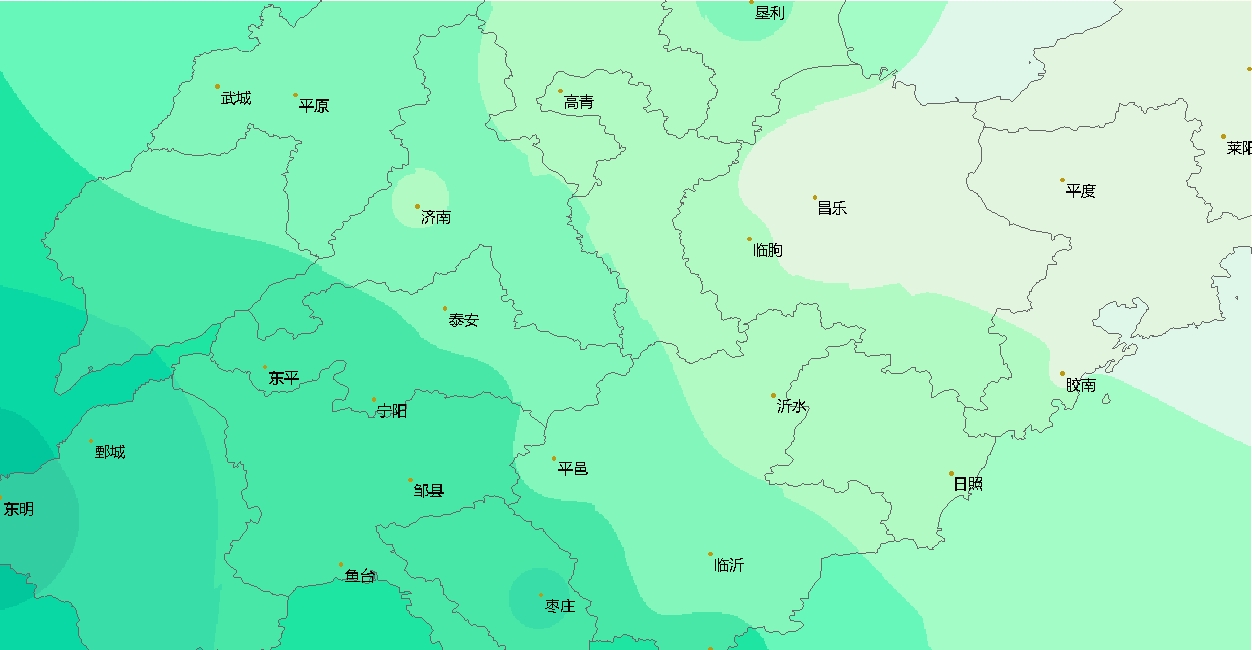 垦利
武城
平原
高青
莱阳
平度
济南
昌乐
临朐
泰安
东平
胶南
宁阳
沂水
鄄城
平邑
邹县
日照
东明
临沂
鱼台
枣庄